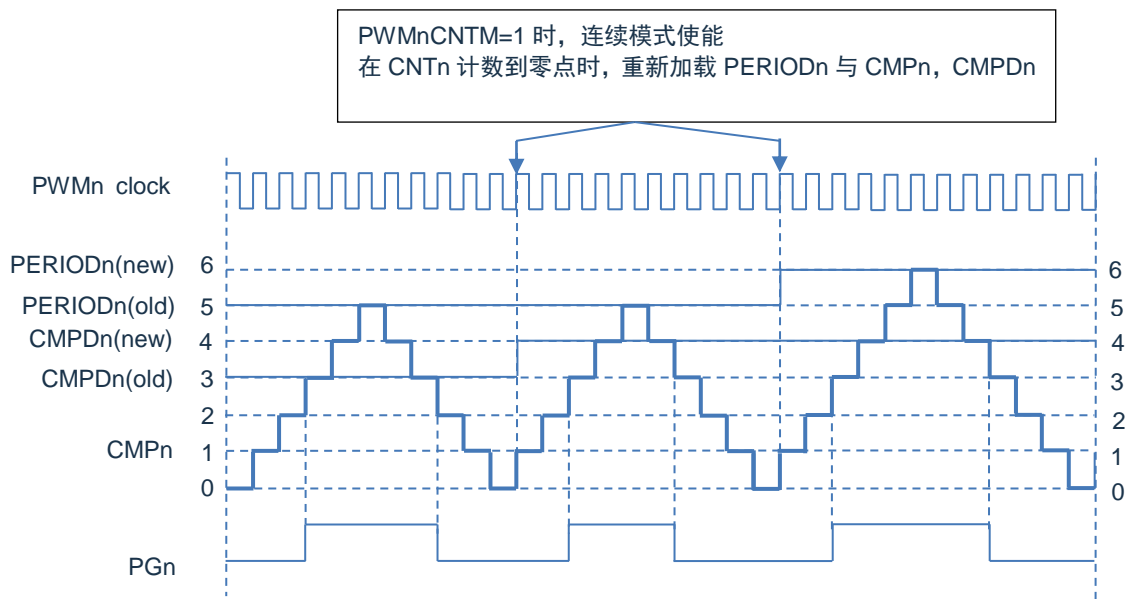 PWMnCNTM=1 时，连续模式使能
在 CNTn 计数到零点时，重新加载 PERIODn 与 CMPn，CMPDn
PWMn clock
PERIODn(new) 6 6
PERIODn(old) 5 5
CMPDn(new) 4 4
CMPDn(old) 3 3
2 2
CMPn 1 1
0 0
PGn